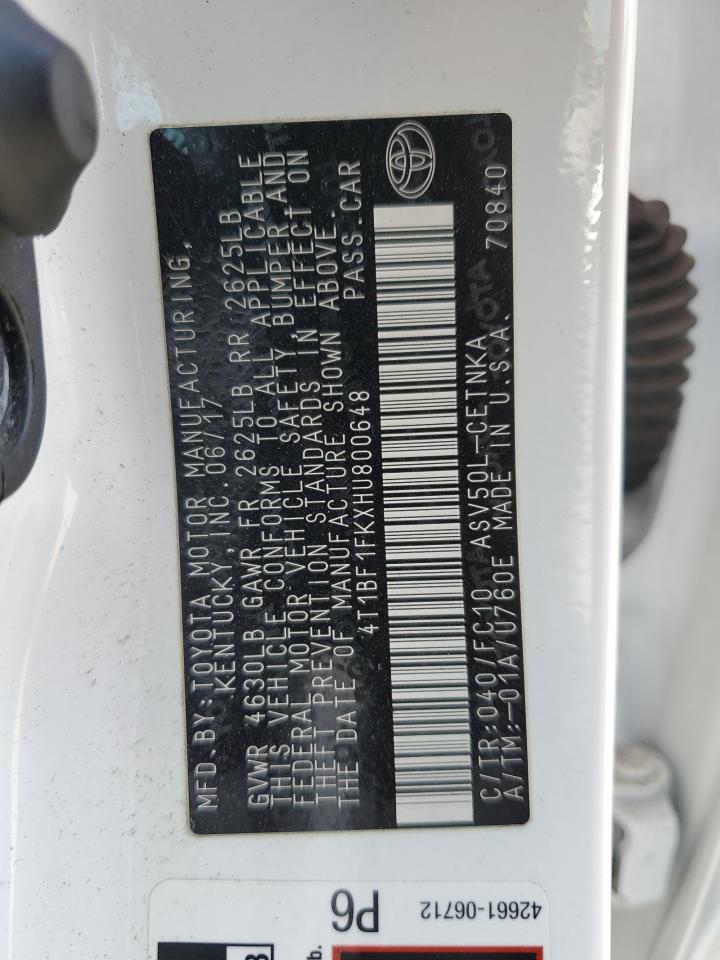 MFD.BY:TOYOTA MOTOR MANUFACTURING,
KENTUCKY, INC.06/17
GVWR 4630LB GAWR FR 2625LB RR 2625LB
THIS VEHICLE CONFORMS TO ALL APPLICABLE
FEDERAL MOTOR VEHICLE SAFETY, BUMPER, AND
THEFT PREVENTION STANDARDS IN EFFECT ON
THE DATE OF MANUFACTURE SHOWN ABOVE.
4T1BF1FKXHU800648 PASS.CAR
C/TR:040/FC10 ASV50L-CETNKA 70840
A/TM:-01A/U760E MADE IN U.S.A.
P6
42661-06712